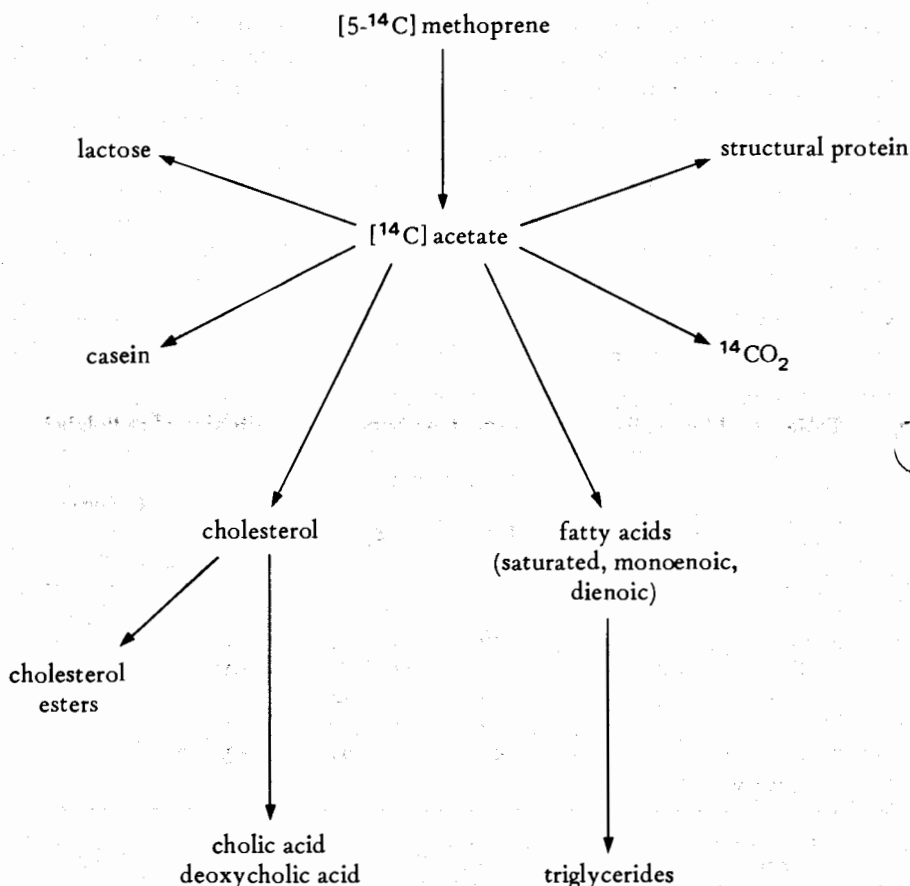 [5-¹⁴C] methoprene
lactose
structural protein
[¹⁴C] acetate
casein
¹⁴CO₂
cholesterol
fatty acids
(saturated, monoenoic,
dienoic)
cholesterol
esters
cholic acid
deoxycholic acid
triglycerides